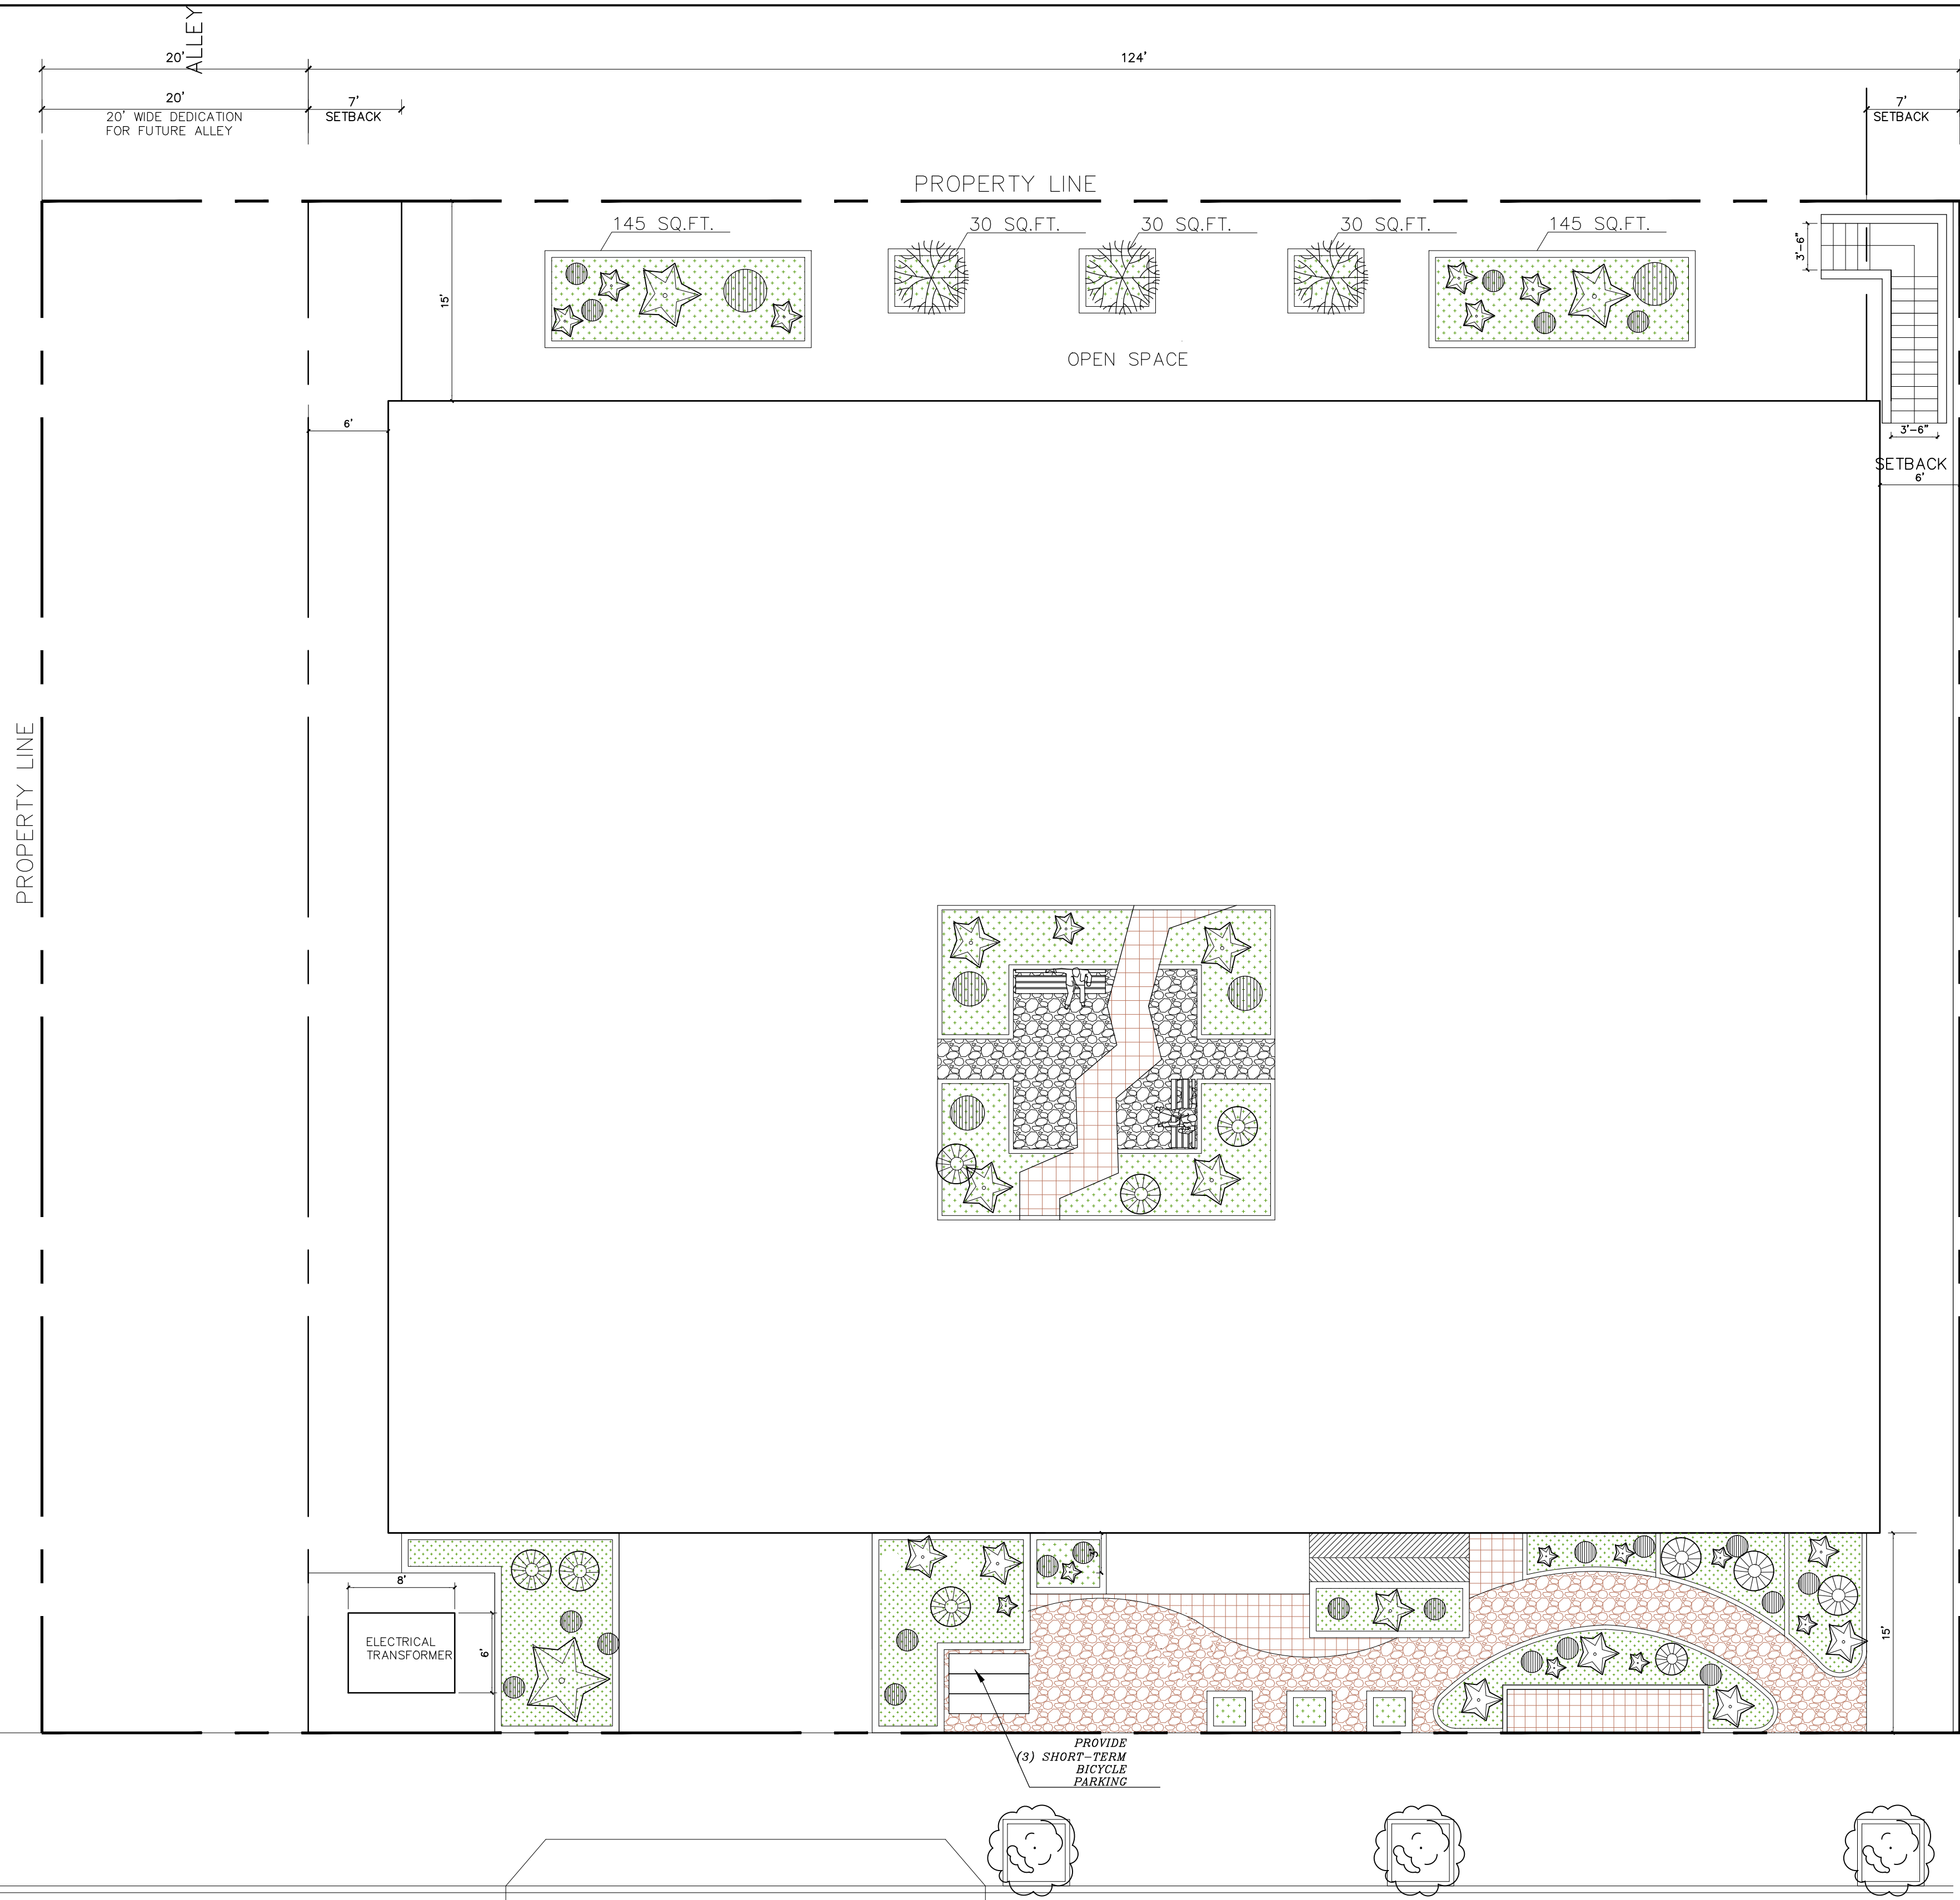 ALLEY
20'
124'
20'
20' WIDE DEDICATION
FOR FUTURE ALLEY
7'
SETBACK
7'
SETBACK
PROPERTY LINE
145 SQ.FT.
30 SQ.FT.
30 SQ.FT.
30 SQ.FT.
145 SQ.FT.
3'-6"
15'
OPEN SPACE
6'
3'-6"
SETBACK
6'
PROPERTY LINE
8'
ELECTRICAL
TRANSFORMER
6'
15'
PROVIDE
(3) SHORT-TERM
BICYCLE
PARKING